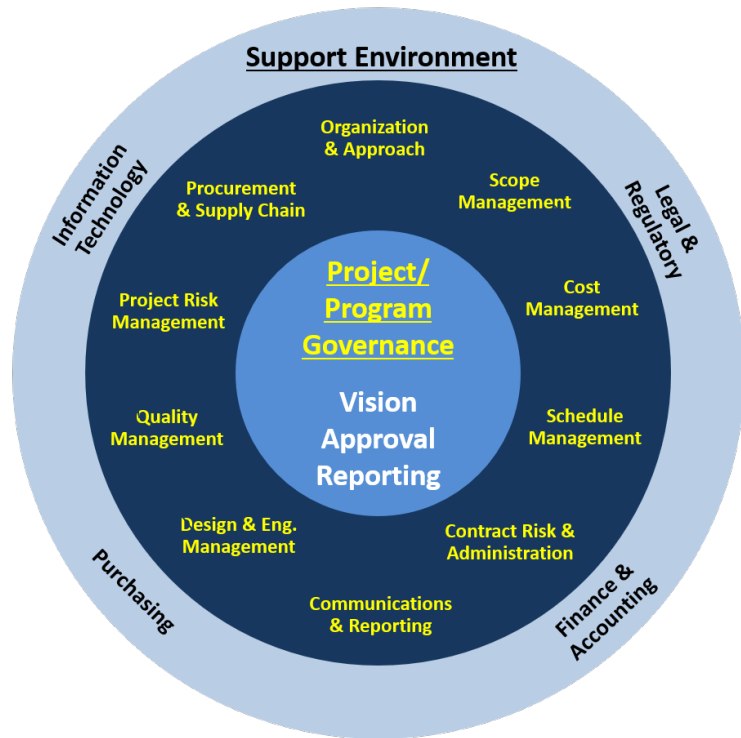 Support Environment
Organization
& Approach
Scope
Management
Cost
Management
Schedule
Management
Contract Risk &
Administration
Communications
& Reporting
Design & Eng.
Management
Quality
Management
Project Risk
Management
Procurement
& Supply Chain
Project/
Program
Governance
Vision
Approval
Reporting
Legal &
Regulatory
Finance &
Accounting
Purchasing
Information
Technology